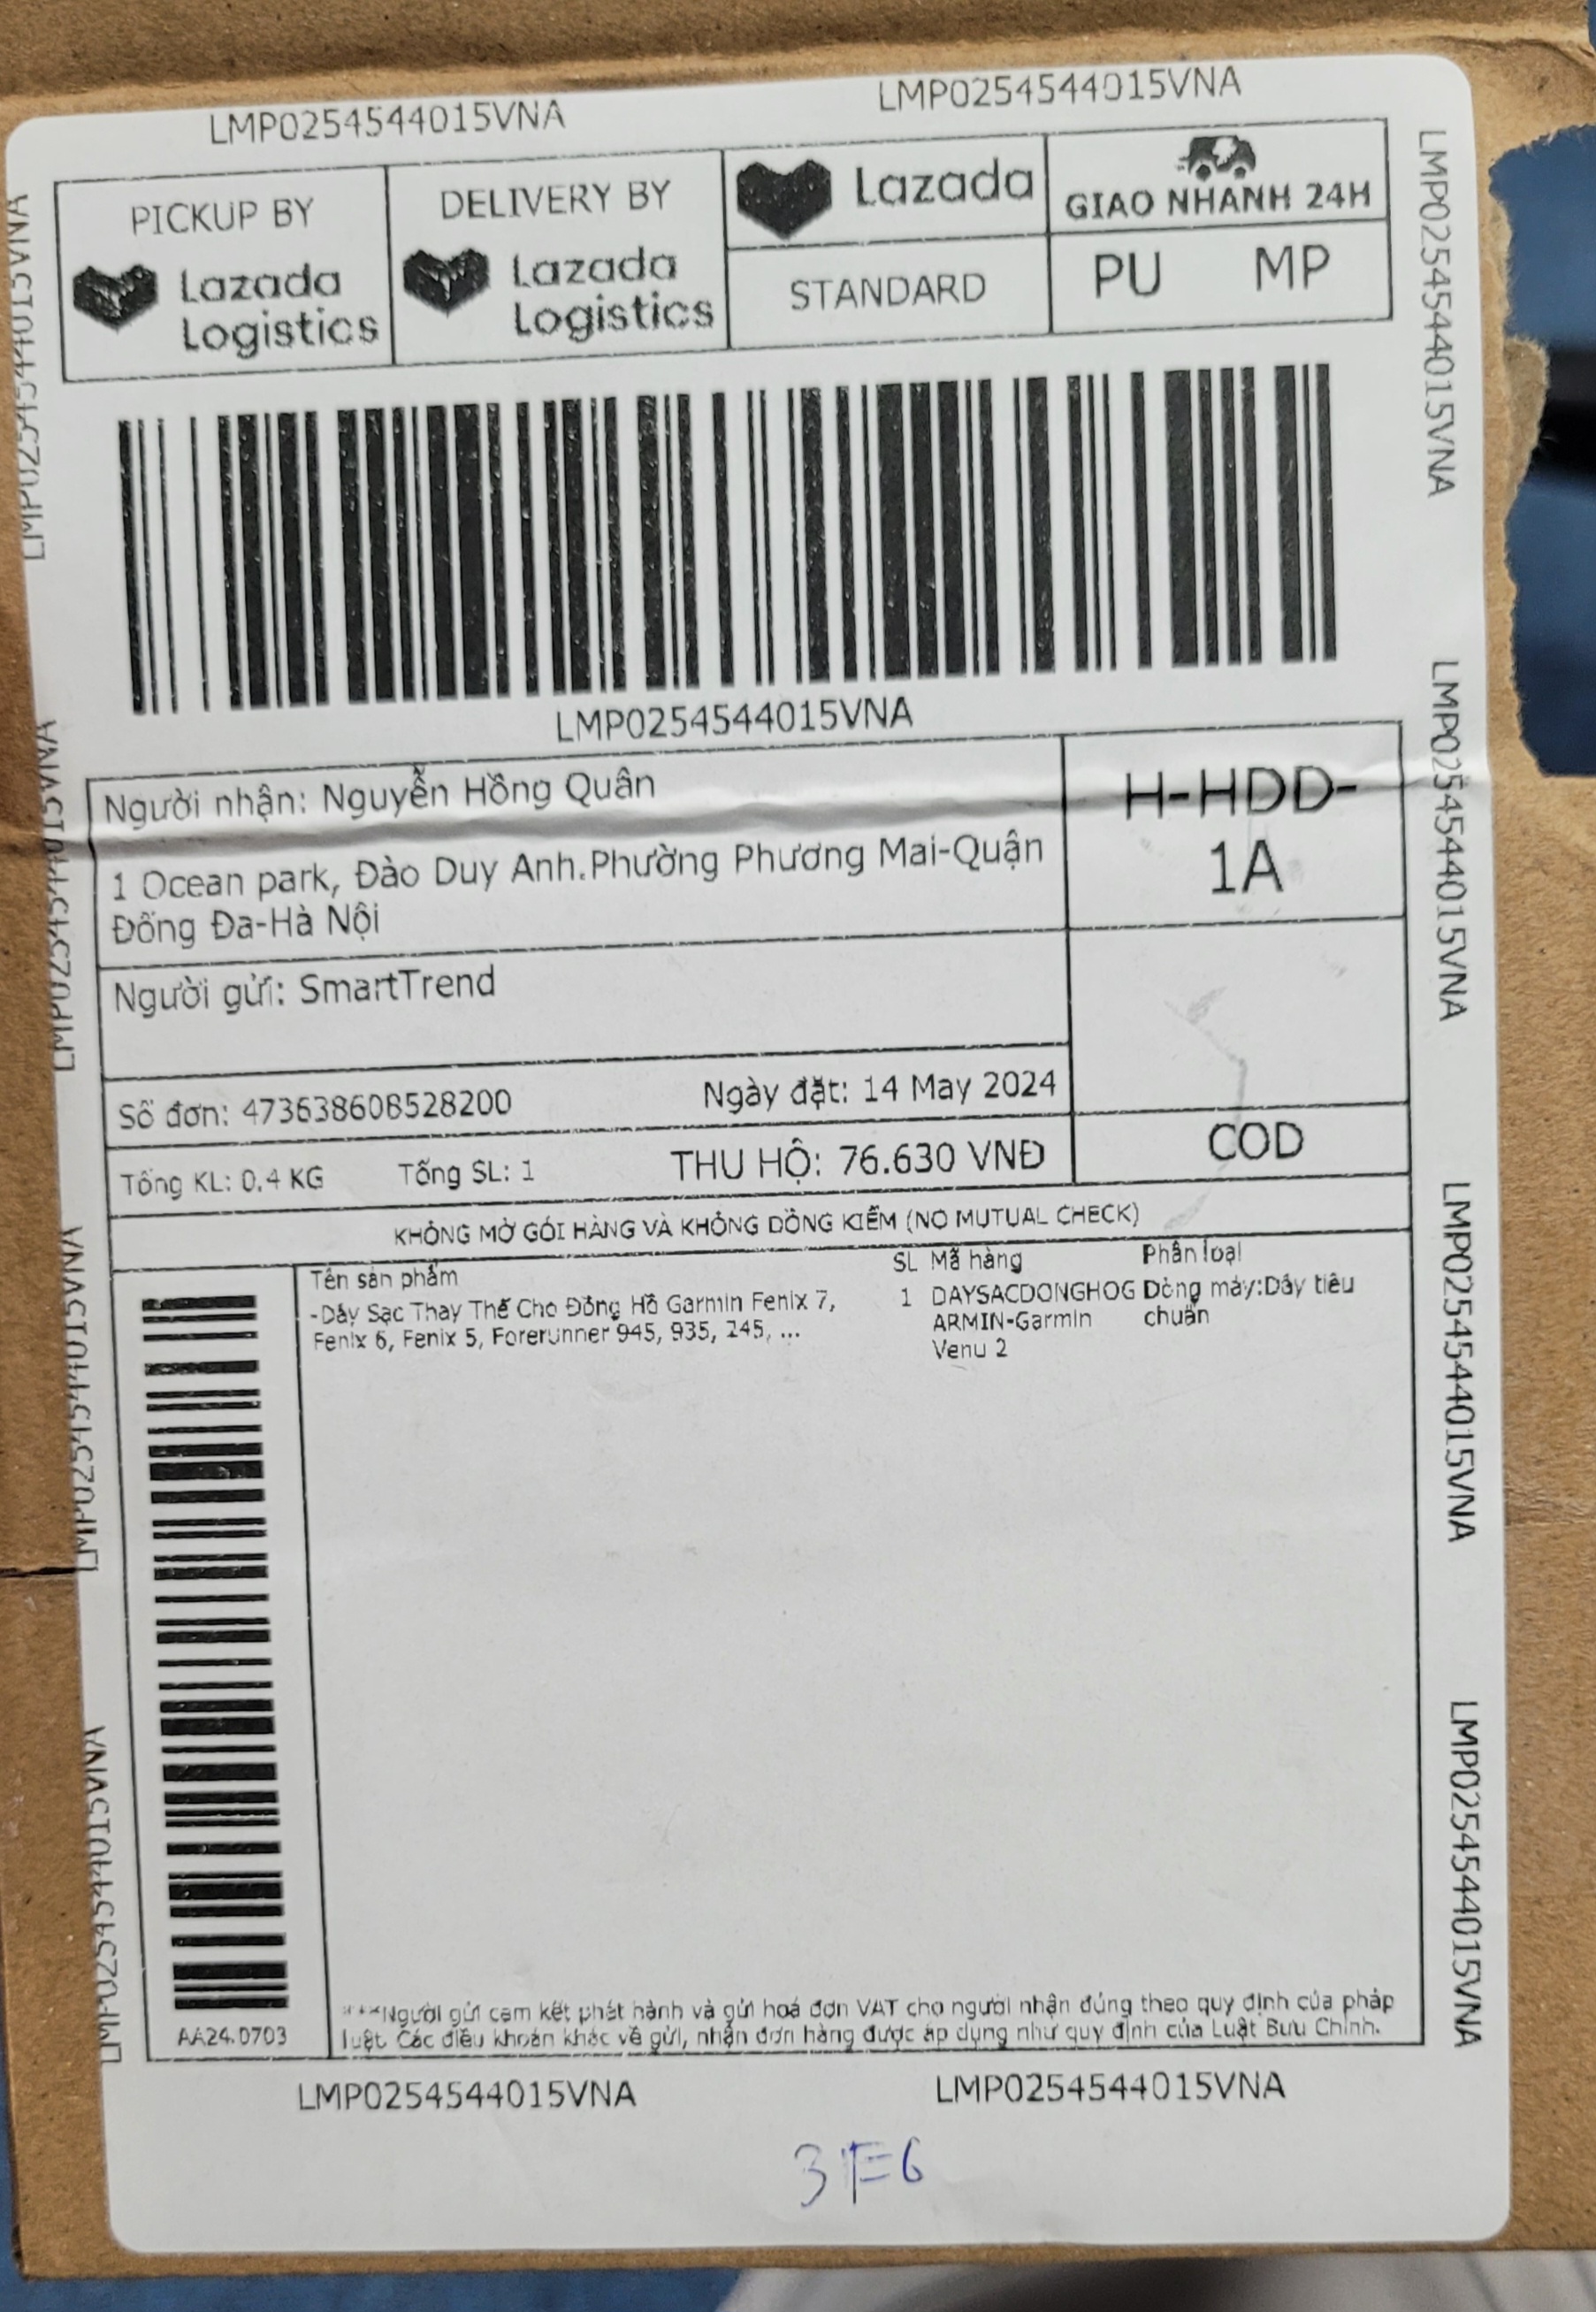 LMP0254544015VNA LMP0254544015VNA
PICKUP BY
Lazada
Logistics
DELIVERY BY
Lazada
Logistics
Lazada
STANDARD
GIAO NHANH 24H
PU MP
LMP0254544015VNA
Người nhận: Nguyễn Hồng Quân
1 Ocean park, Đào Duy Anh.Phường Phương Mai-Quận
Đống Đa-Hà Nội
H-HDD-
1A
Người gửi: SmartTrend
Số đơn: 473638608528200 Ngày đặt: 14 May 2024
Tổng KL: 0.4 KG Tổng SL: 1 THU HỘ: 76.630 VNĐ
COD
KHÔNG MỞ GÓI HÀNG VÀ KHÔNG ĐỒNG KIỂM (NO MUTUAL CHECK)
Tên sản phẩm SL Mã hàng Phân loại
-Dây Sạc Thay Thế Cho Đồng Hồ Garmin Fenix 7, 1 DAYSACDONGHOG Dòng máy:Dây tiêu
Fenix 6, Fenix 5, Forerunner 945, 935, 245, ... ARMIN-Garmin chuẩn
Venu 2
***Người gửi cam kết phát hành và gửi hoá đơn VAT cho người nhận đúng theo quy định của pháp
luật. Các điều khoản khác về gửi, nhận đơn hàng được áp dụng như quy định của Luật Bưu Chính.
AA24.0703
LMP0254544015VNA LMP0254544015VNA
3F6
LMP0254544015VNA
LMP0254544015VNA
LMP0254544015VNA
LMP0254544015VNA
LMP0254544015VNA
LMP0254544015VNA
LMP0254544015VNA
LMP0254544015VNA